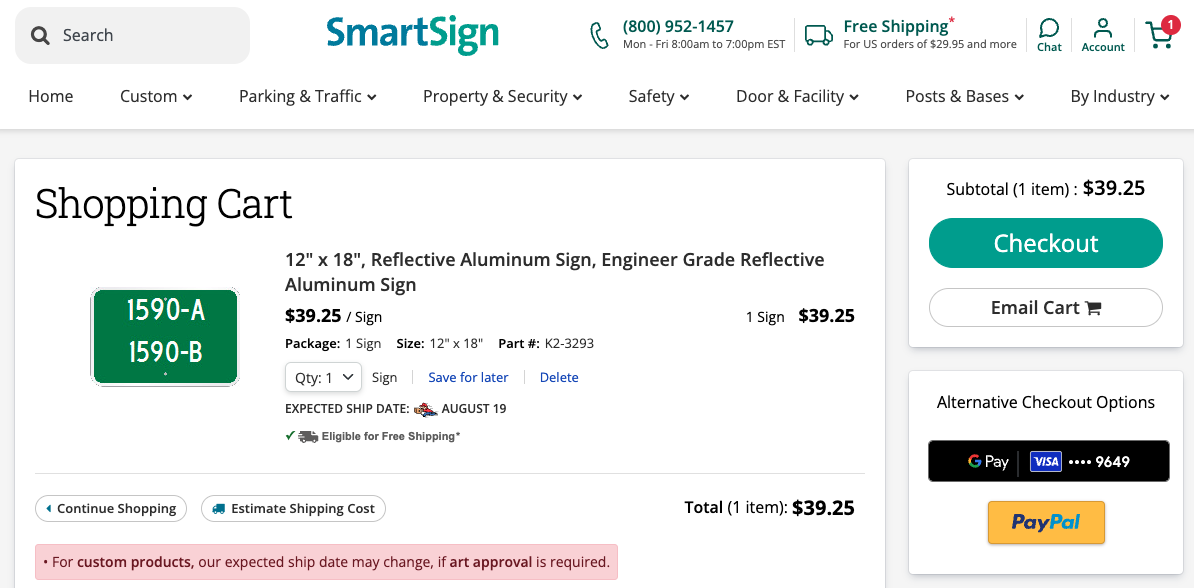 Search
SmartSign
(800) 952-1457
Mon - Fri 8:00am to 7:00pm EST
Free Shipping*
For US orders of $29.95 and more
Chat
Account
1
Home
Custom
Parking & Traffic
Property & Security
Safety
Door & Facility
Posts & Bases
By Industry
Shopping Cart
1590-A
1590-B
12" x 18", Reflective Aluminum Sign, Engineer Grade Reflective
Aluminum Sign
$39.25 / Sign
1 Sign $39.25
Package: 1 Sign Size: 12" x 18" Part #: K2-3293
Qty: 1 Sign Save for later Delete
EXPECTED SHIP DATE: AUGUST 19
Eligible for Free Shipping*
Continue Shopping
Estimate Shipping Cost
Total (1 item): $39.25
• For custom products, our expected ship date may change, if art approval is required.
Subtotal (1 item) : $39.25
Checkout
Email Cart
Alternative Checkout Options
G Pay VISA •••• 9649
PayPal